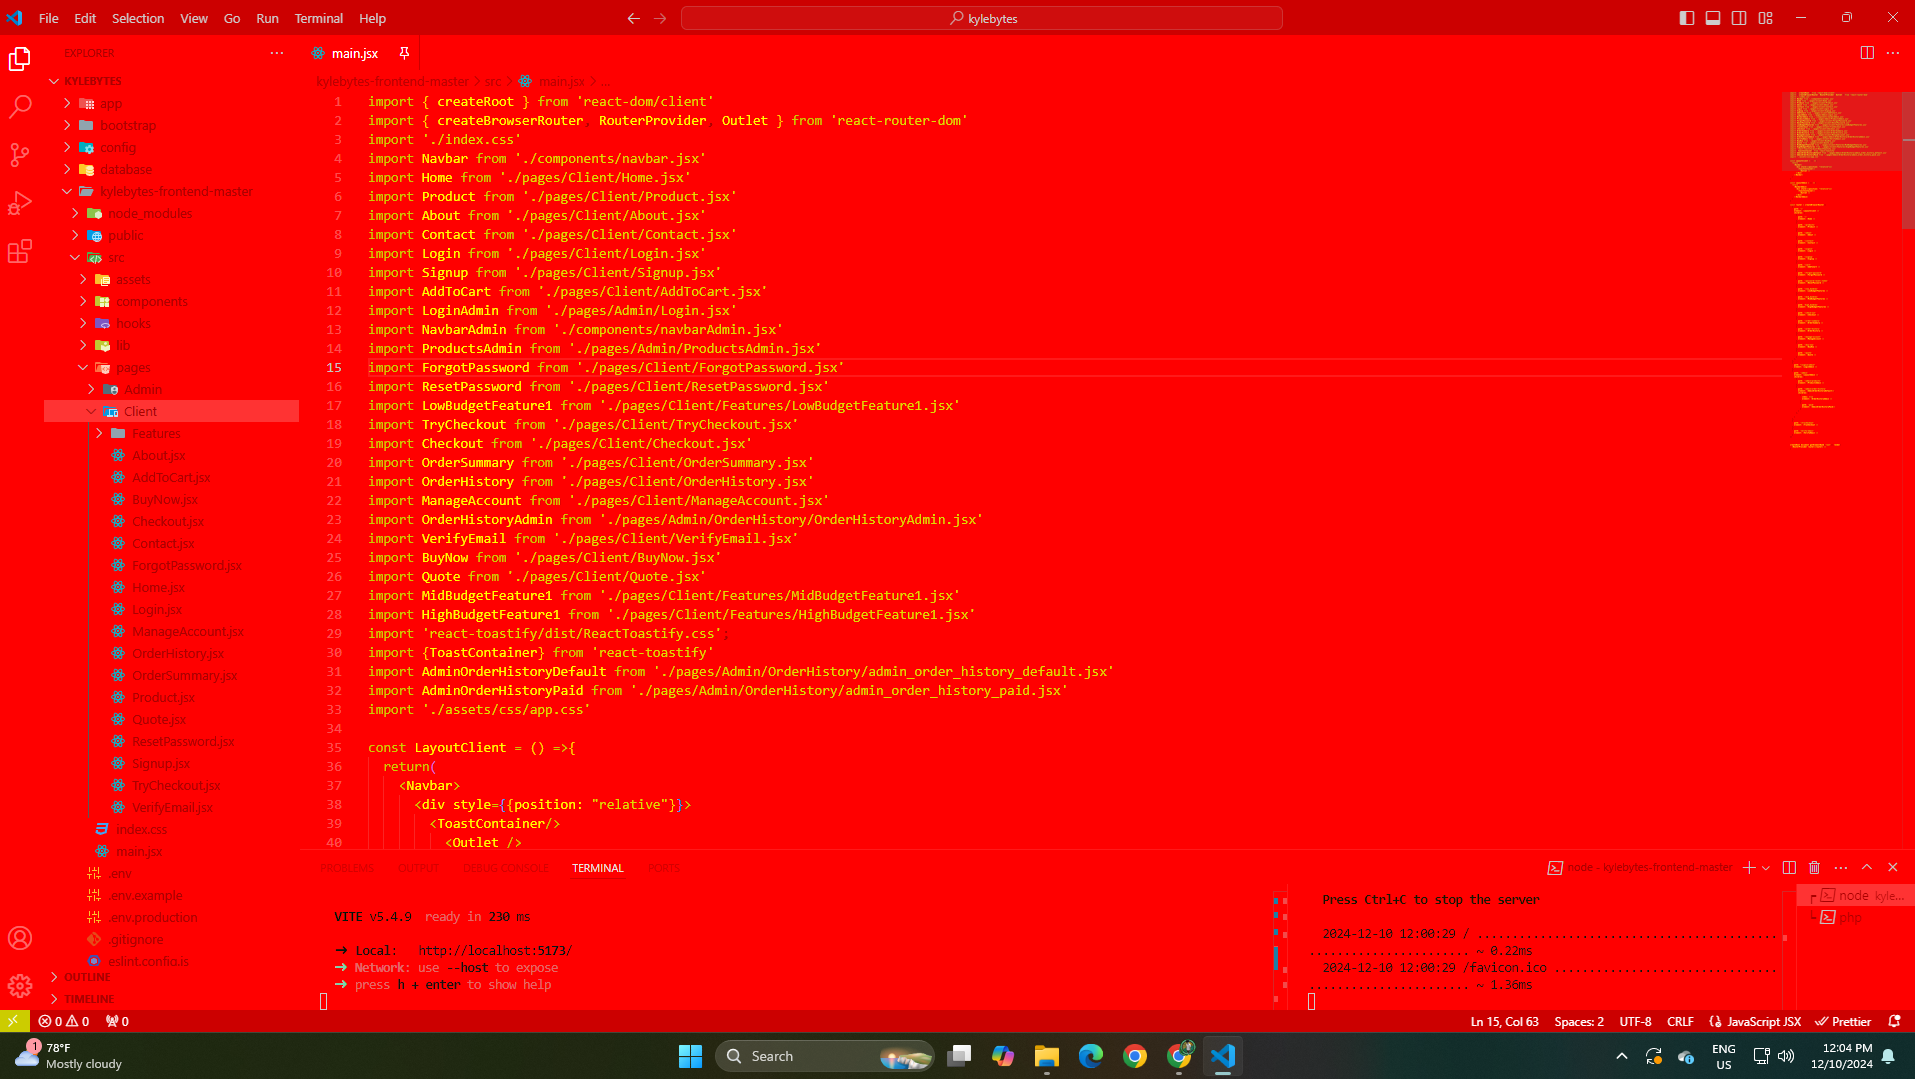 File Edit Selection View Go Run Terminal Help
kylebytes
EXPLORER
main.jsx
KYLEBYTES
app
bootstrap
config
database
kylebytes-frontend-master
node_modules
public
src
assets
components
hooks
lib
pages
Admin
Client
Features
About.jsx
AddToCart.jsx
BuyNow.jsx
Checkout.jsx
Contact.jsx
ForgotPassword.jsx
Home.jsx
Login.jsx
ManageAccount.jsx
OrderHistory.jsx
OrderSummary.jsx
Product.jsx
Quote.jsx
ResetPassword.jsx
Signup.jsx
TryCheckout.jsx
VerifyEmail.jsx
index.css
main.jsx
.env
.env.example
.env.production
.gitignore
eslint.config.js
OUTLINE
TIMELINE
kylebytes-frontend-master > src > main.jsx > ...
1 import { createRoot } from 'react-dom/client'
2 import { createBrowserRouter, RouterProvider, Outlet } from 'react-router-dom'
3 import './index.css'
4 import Navbar from './components/navbar.jsx'
5 import Home from './pages/Client/Home.jsx'
6 import Product from './pages/Client/Product.jsx'
7 import About from './pages/Client/About.jsx'
8 import Contact from './pages/Client/Contact.jsx'
9 import Login from './pages/Client/Login.jsx'
10 import Signup from './pages/Client/Signup.jsx'
11 import AddToCart from './pages/Client/AddToCart.jsx'
12 import LoginAdmin from './pages/Admin/Login.jsx'
13 import NavbarAdmin from './components/navbarAdmin.jsx'
14 import ProductsAdmin from './pages/Admin/ProductsAdmin.jsx'
15 import ForgotPassword from './pages/Client/ForgotPassword.jsx'
16 import ResetPassword from './pages/Client/ResetPassword.jsx'
17 import LowBudgetFeature1 from './pages/Client/Features/LowBudgetFeature1.jsx'
18 import TryCheckout from './pages/Client/TryCheckout.jsx'
19 import Checkout from './pages/Client/Checkout.jsx'
20 import OrderSummary from './pages/Client/OrderSummary.jsx'
21 import OrderHistory from './pages/Client/OrderHistory.jsx'
22 import ManageAccount from './pages/Client/ManageAccount.jsx'
23 import OrderHistoryAdmin from './pages/Admin/OrderHistory/OrderHistoryAdmin.jsx'
24 import VerifyEmail from './pages/Client/VerifyEmail.jsx'
25 import BuyNow from './pages/Client/BuyNow.jsx'
26 import Quote from './pages/Client/Quote.jsx'
27 import MidBudgetFeature1 from './pages/Client/Features/MidBudgetFeature1.jsx'
28 import HighBudgetFeature1 from './pages/Client/Features/HighBudgetFeature1.jsx'
29 import 'react-toastify/dist/ReactToastify.css';
30 import {ToastContainer} from 'react-toastify'
31 import AdminOrderHistoryDefault from './pages/Admin/OrderHistory/admin_order_history_default.jsx'
32 import AdminOrderHistoryPaid from './pages/Admin/OrderHistory/admin_order_history_paid.jsx'
33 import './assets/css/app.css'
34
35 const LayoutClient = () =>{
36 return(
37 <Navbar>
38 <div style={{position: "relative"}}>
39 <ToastContainer/>
40 <Outlet />
PROBLEMS OUTPUT DEBUG CONSOLE TERMINAL PORTS
node - kylebytes-frontend-master
VITE v5.4.9 ready in 230 ms
➜ Local: http://localhost:5173/
➜ Network: use --host to expose
➜ press h + enter to show help
Press Ctrl+C to stop the server
2024-12-10 12:00:29 / .......................................
....................... ~ 0.22ms
2024-12-10 12:00:29 /favicon.ico .............................
....................... ~ 1.36ms
node kyle...
php
0 0 0
Ln 15, Col 63 Spaces: 2 UTF-8 CRLF JavaScript JSX Prettier
1
78°F
Mostly cloudy
Search
ENG
US
12:04 PM
12/10/2024